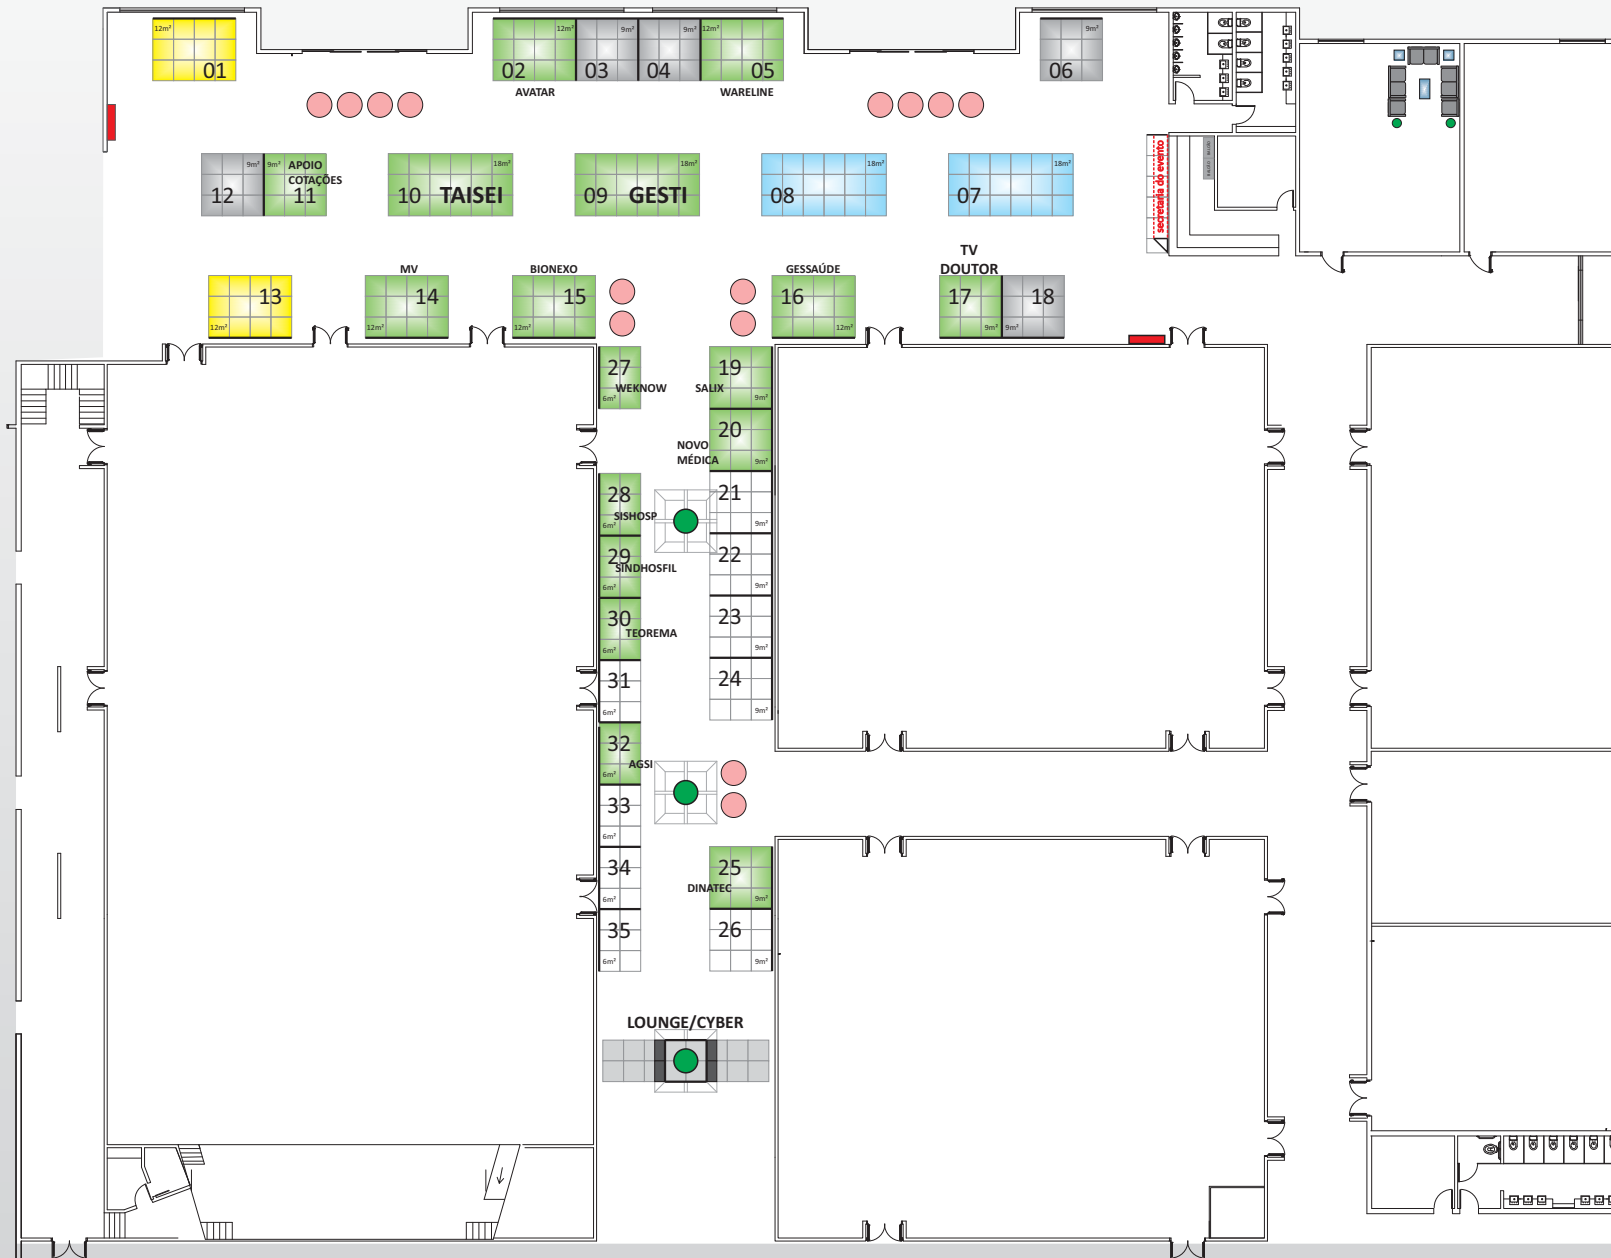 12m²
01
12m²
02
AVATAR
9m²
03
9m²
04
12m²
05
WARELINE
9m²
06
9m²
12
9m²
APOIO
COTAÇÕES
11
18m²
10 TAISEI
18m²
09 GESTI
18m²
08
18m²
07
secretaria do evento
13
12m²
MV
14
12m²
BIONEXO
15
12m²
GESSAÚDE
16
12m²
TV
DOUTOR
17
9m²
18
9m²
27
WEKNOW
6m²
19
SALIX
9m²
20
NOVO
MÉDICA
9m²
28
SISHOSP
6m²
21
9m²
29
SINDHOSFIL
6m²
22
9m²
30
TEOREMA
6m²
23
9m²
31
6m²
24
9m²
32
AGSI
6m²
33
6m²
34
6m²
25
DINATEC
9m²
35
6m²
26
9m²
LOUNGE/CYBER